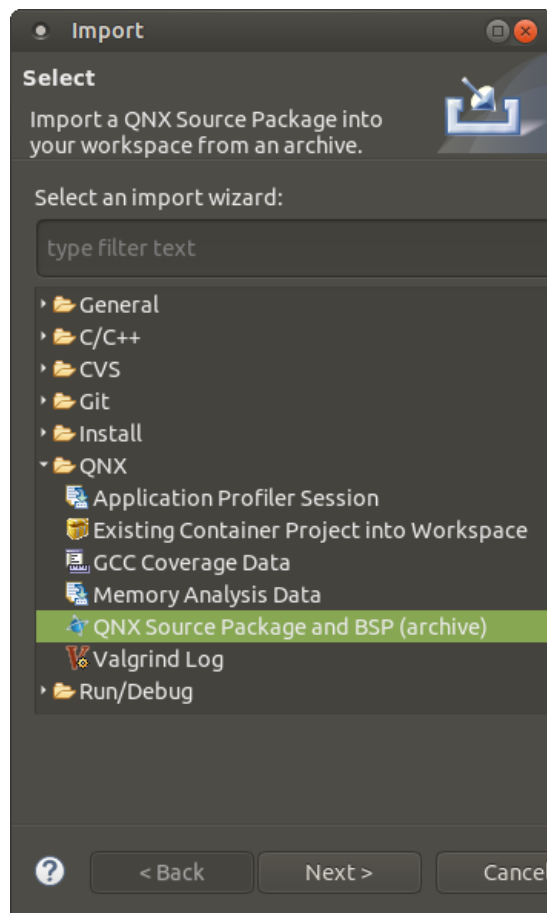 Import
Select
Import a QNX Source Package into
your workspace from an archive.
Select an import wizard:
type filter text
General
C/C++
CVS
Git
Install
QNX
Application Profiler Session
Existing Container Project into Workspace
GCC Coverage Data
Memory Analysis Data
QNX Source Package and BSP (archive)
Valgrind Log
Run/Debug
? < Back Next > Cancel